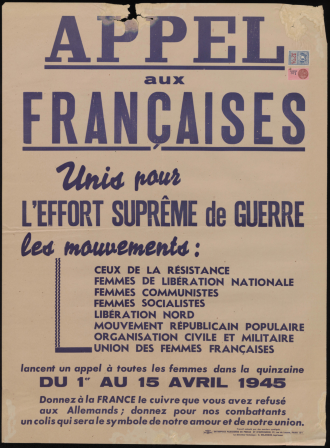 APPEL
aux
FRANÇAISES
Unis pour
L'EFFORT SUPRÊME de GUERRE
les mouvements :
CEUX DE LA RÉSISTANCE
FEMMES DE LIBÉRATION NATIONALE
FEMMES COMMUNISTES
FEMMES SOCIALISTES
LIBÉRATION NORD
MOUVEMENT RÉPUBLICAIN POPULAIRE
ORGANISATION CIVILE ET MILITAIRE
UNION DES FEMMES FRANÇAISES
lancent un appel à toutes les femmes dans la quinzaine
DU 1er AU 15 AVRIL 1945
Donnez à la FRANCE le cuivre que vous avez refusé
aux Allemands ; donnez pour nos combattants
un colis qui sera le symbole de notre amour et de notre union.